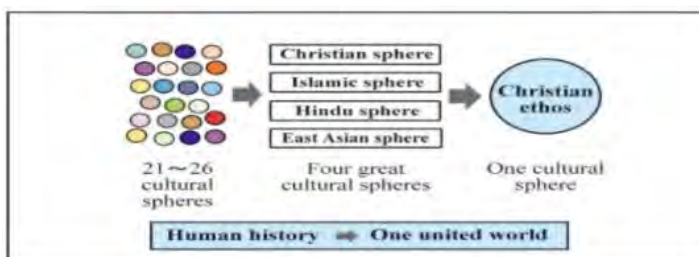 Christian sphere
Islamic sphere
Hindu sphere
East Asian sphere
Christian
ethos
21～26
cultural
spheres
Four great
cultural spheres
One cultural
sphere
Human history ➡ One united world